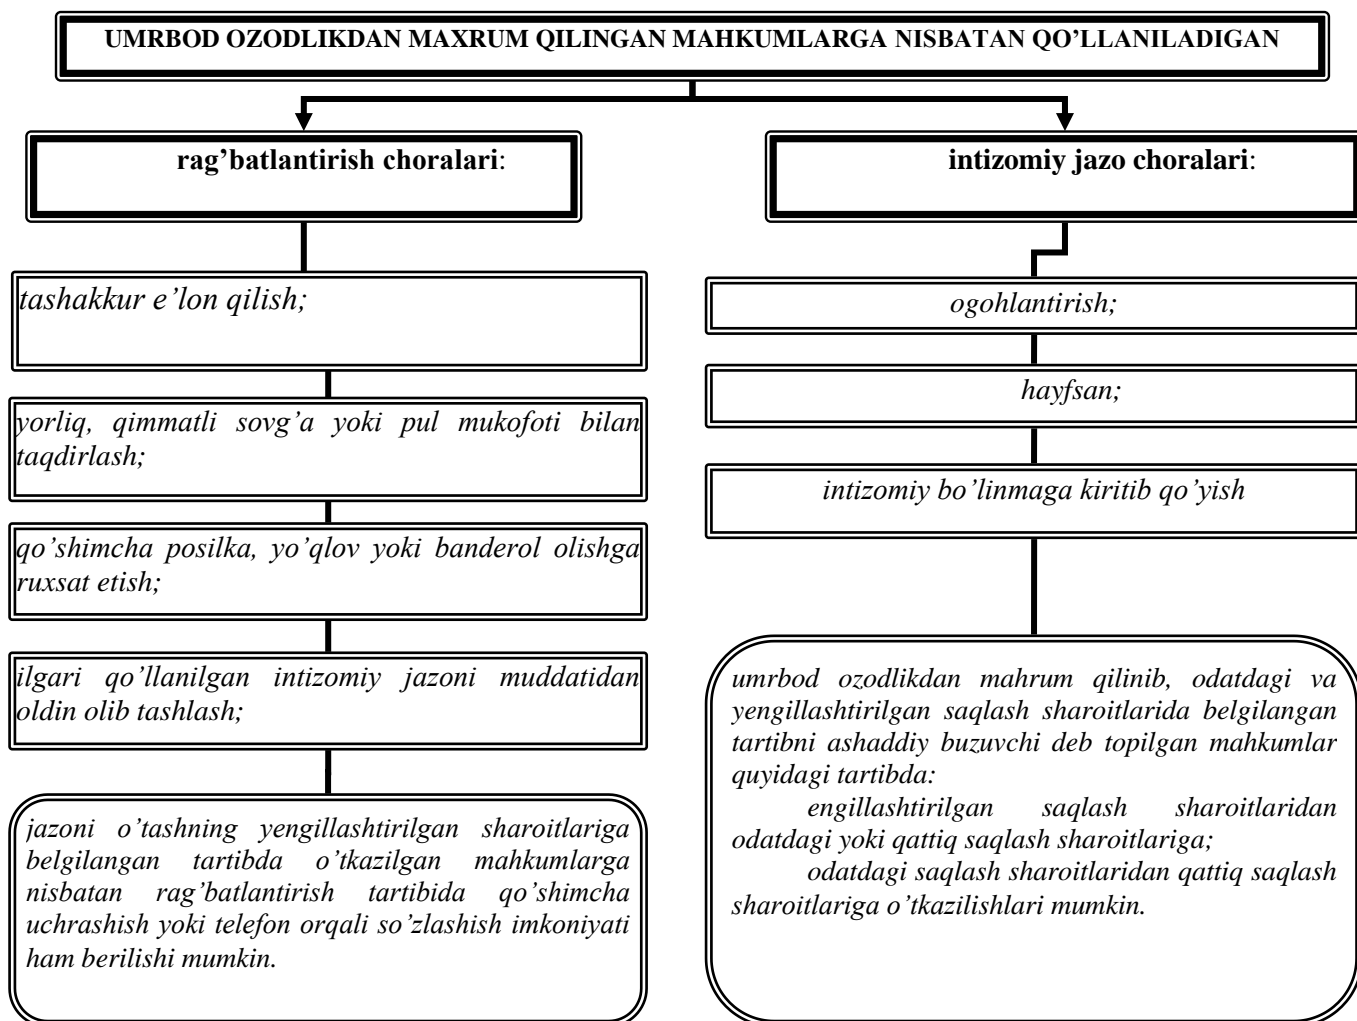 UMRBOD OZODLIKDAN MAXRUM QILINGAN MAHKUMLARGA NISBATAN QO’LLANILADIGAN
rag’batlantirish choralari:
tashakkur e’lon qilish;
yorliq, qimmatli sovg’a yoki pul mukofoti bilan
taqdirlash;
qo’shimcha posilka, yo’qlov yoki banderol olishga
ruxsat etish;
ilgari qo’llanilgan intizomiy jazoni muddatidan
oldin olib tashlash;
jazoni o’tashning yengillashtirilgan sharoitlariga
belgilangan tartibda o’tkazilgan mahkumlarga
nisbatan rag’batlantirish tartibida qo’shimcha
uchrashish yoki telefon orqali so’zlashish imkoniyati
ham berilishi mumkin.
intizomiy jazo choralari:
ogohlantirish;
hayfsan;
intizomiy bo’linmaga kiritib qo’yish
umrbod ozodlikdan mahrum qilinib, odatdagi va
yengillashtirilgan saqlash sharoitlarida belgilangan
tartibni ashaddiy buzuvchi deb topilgan mahkumlar
quyidagi tartibda:
engillashtirilgan saqlash sharoitlaridan
odatdagi yoki qattiq saqlash sharoitlariga;
odatdagi saqlash sharoitlaridan qattiq saqlash
sharoitlariga o’tkazilishlari mumkin.